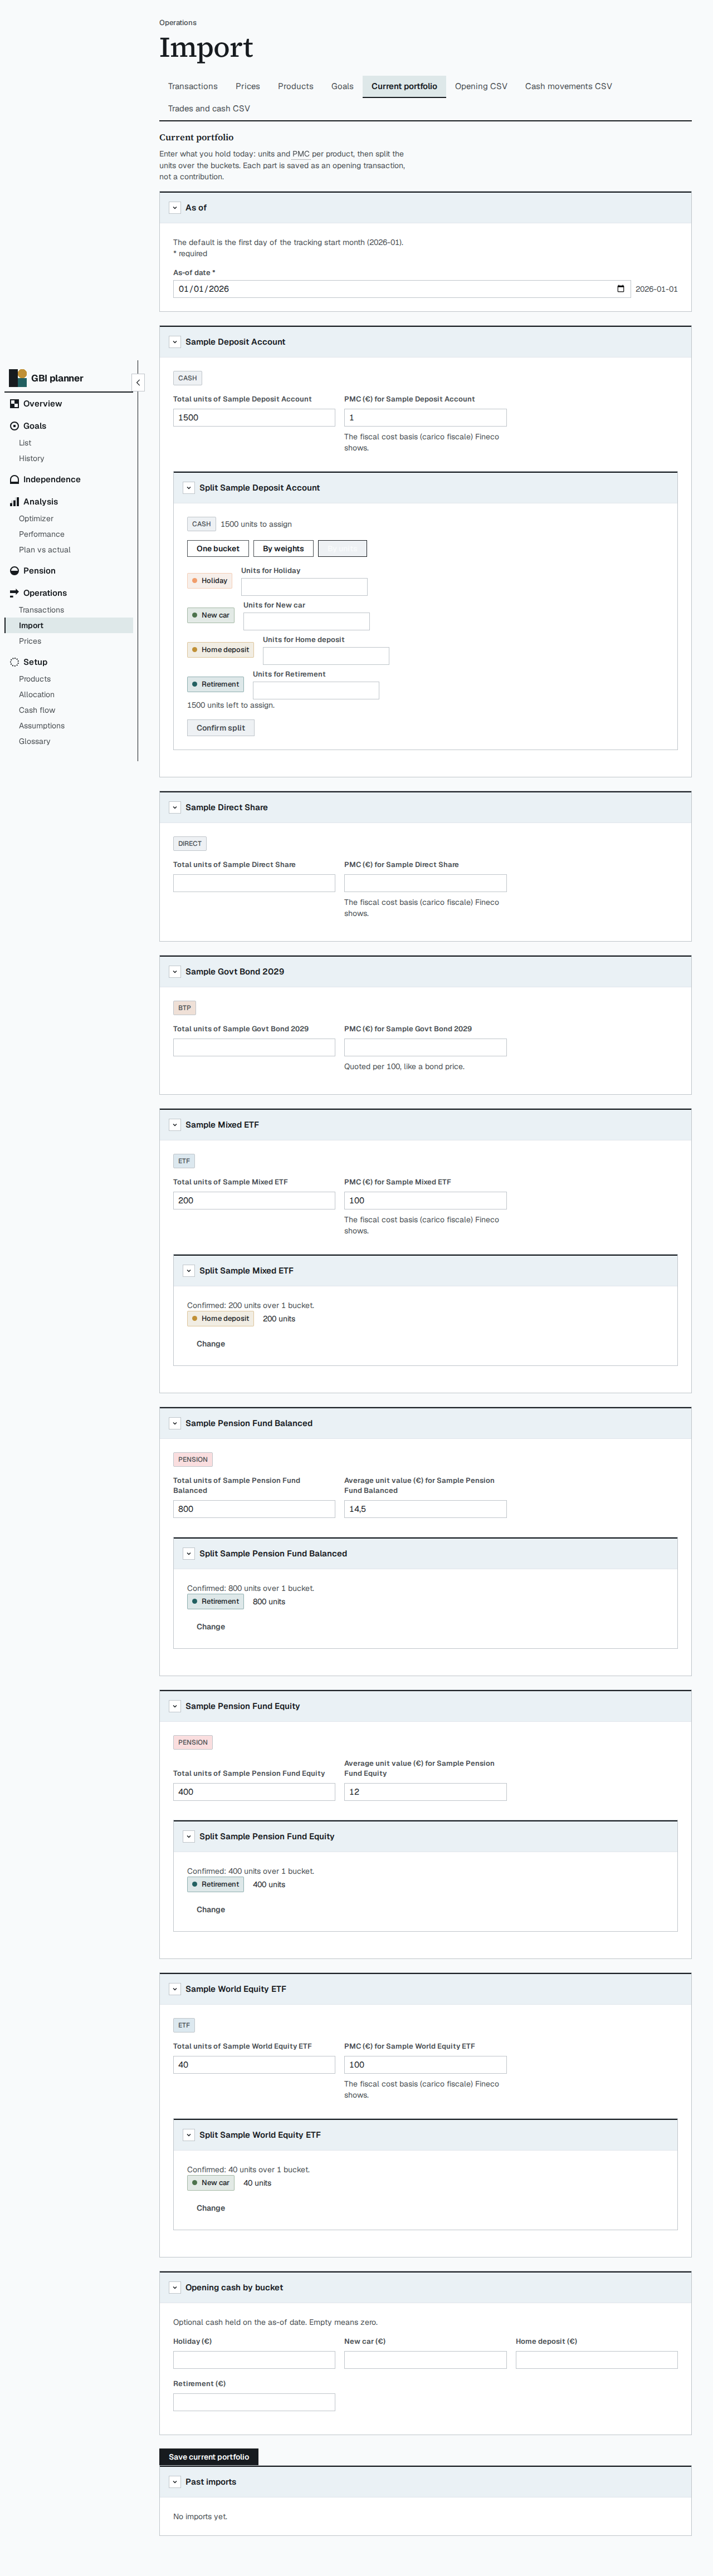 Operations
Import
Transactions Prices Products Goals Current portfolio Opening CSV Cash movements CSV
Trades and cash CSV
Current portfolio
Enter what you hold today: units and PMC per product, then split the
units over the buckets. Each part is saved as an opening transaction,
not a contribution.
As of
The default is the first day of the tracking start month (2026-01).
* required
As-of date *
01/01/2026 2026-01-01
GBI planner
Overview
Goals
List
History
Independence
Analysis
Optimizer
Performance
Plan vs actual
Pension
Operations
Transactions
Import
Prices
Setup
Products
Allocation
Cash flow
Assumptions
Glossary
Sample Deposit Account
CASH
Total units of Sample Deposit Account PMC (€) for Sample Deposit Account
1500 1
The fiscal cost basis (carico fiscale) Fineco
shows.
Split Sample Deposit Account
CASH 1500 units to assign
One bucket By weights
Units for Holiday
Holiday
Units for New car
New car
Units for Home deposit
Home deposit
Units for Retirement
Retirement
1500 units left to assign.
Confirm split
Sample Direct Share
DIRECT
Total units of Sample Direct Share PMC (€) for Sample Direct Share
The fiscal cost basis (carico fiscale) Fineco
shows.
Sample Govt Bond 2029
BTP
Total units of Sample Govt Bond 2029 PMC (€) for Sample Govt Bond 2029
Quoted per 100, like a bond price.
Sample Mixed ETF
ETF
Total units of Sample Mixed ETF PMC (€) for Sample Mixed ETF
200 100
The fiscal cost basis (carico fiscale) Fineco
shows.
Split Sample Mixed ETF
Confirmed: 200 units over 1 bucket.
Home deposit 200 units
Change
Sample Pension Fund Balanced
PENSION
Total units of Sample Pension Fund Balanced
Average unit value (€) for Sample Pension Fund Balanced
800 14,5
Split Sample Pension Fund Balanced
Confirmed: 800 units over 1 bucket.
Retirement 800 units
Change
Sample Pension Fund Equity
PENSION
Total units of Sample Pension Fund Equity
Average unit value (€) for Sample Pension Fund Equity
400 12
Split Sample Pension Fund Equity
Confirmed: 400 units over 1 bucket.
Retirement 400 units
Change
Sample World Equity ETF
ETF
Total units of Sample World Equity ETF PMC (€) for Sample World Equity ETF
40 100
The fiscal cost basis (carico fiscale) Fineco
shows.
Split Sample World Equity ETF
Confirmed: 40 units over 1 bucket.
New car 40 units
Change
Opening cash by bucket
Optional cash held on the as-of date. Empty means zero.
Holiday (€) New car (€) Home deposit (€)
Retirement (€)
Save current portfolio
Past imports
No imports yet.